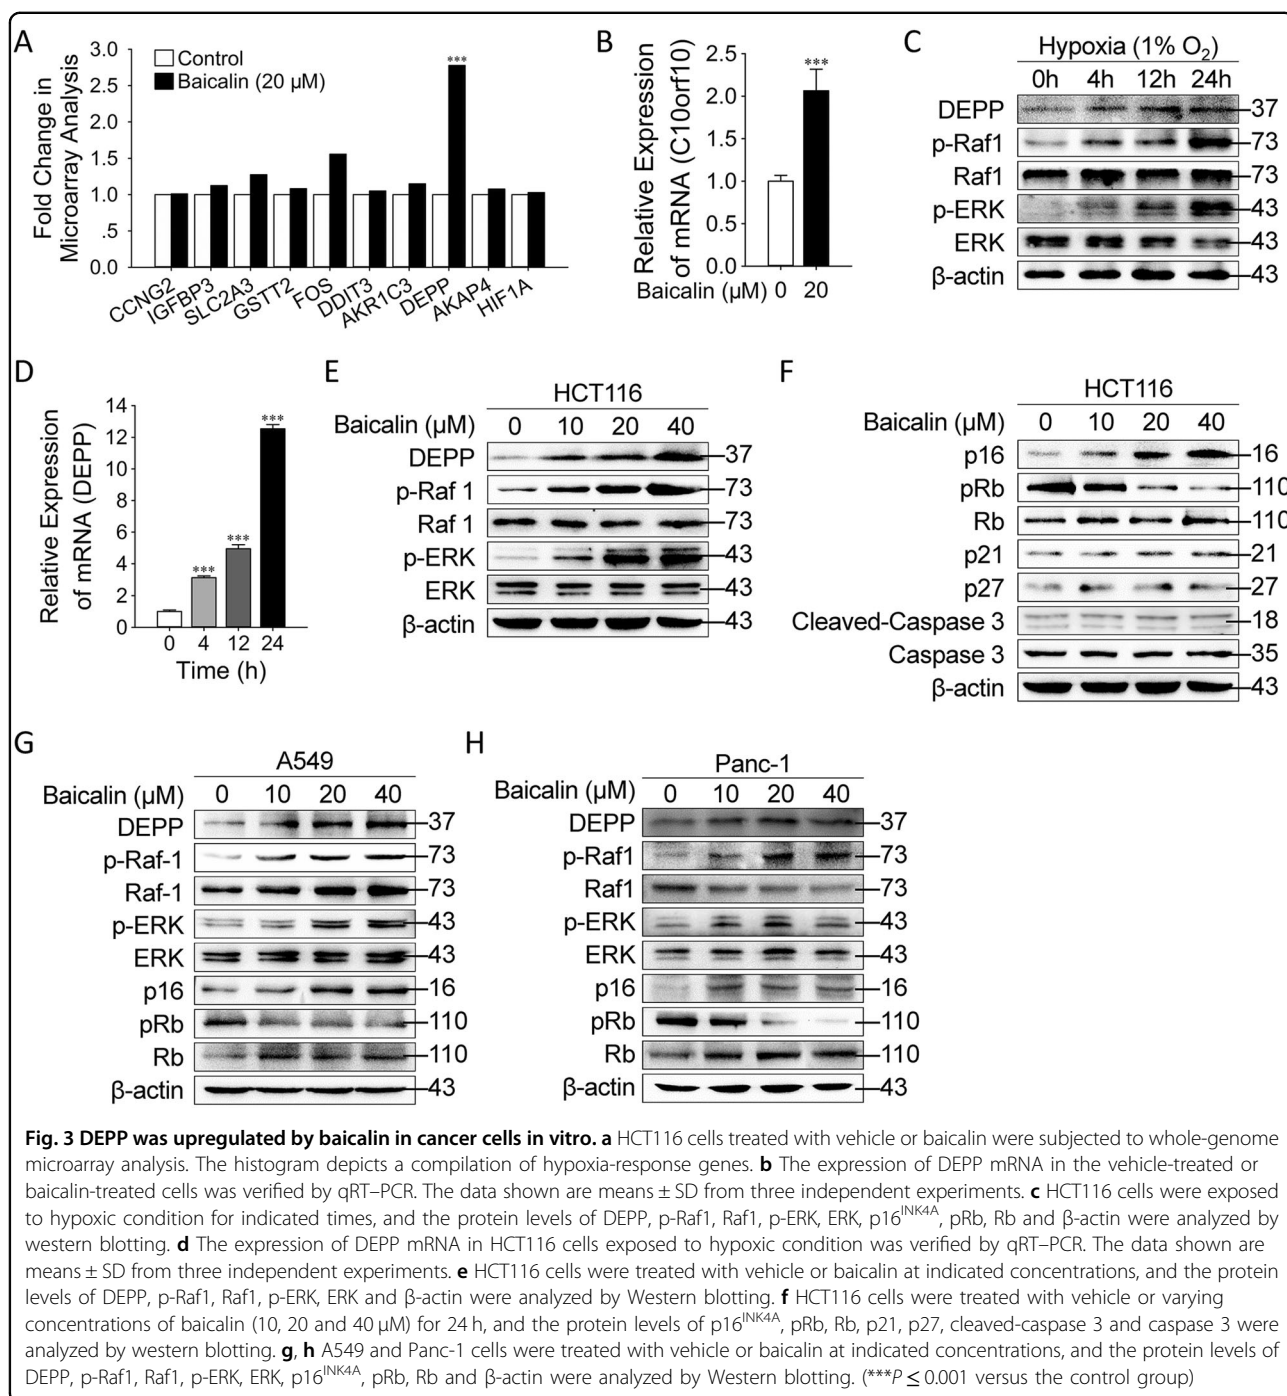 A
Fold Change in
Microarray Analysis
3.0
2.5
2.0
1.5
1.0
.5
0.0
Control
Baicalin (20 μM)
***
CCNG2
IGFBP3
SLC2A3
GSTT2
FOS
DDIT3
AKR1C3
DEPP
AKAP4
HIF1A
B
Relative Expression
of mRNA (C10orf10)
2.5
2.0
1.5
1.0
0.5
0.0
***
Baicalin (μM) 0 20
C
Hypoxia (1% O₂)
0h 4h 12h 24h
DEPP 37
p-Raf1 73
Raf1 73
p-ERK 43
ERK 43
β-actin 43
D
Relative Expression
of mRNA (DEPP)
14
12
10
8
6
4
2
0
*** *** ***
0 4 12 24
Time (h)
E
HCT116
Baicalin (μM) 0 10 20 40
DEPP 37
p-Raf 1 73
Raf 1 73
p-ERK 43
ERK 43
β-actin 43
F
HCT116
Baicalin (μM) 0 10 20 40
p16 16
pRb 110
Rb 110
p21 21
p27 27
Cleaved-Caspase 3 18
Caspase 3 35
β-actin 43
G
A549
Baicalin (μM) 0 10 20 40
DEPP 37
p-Raf-1 73
Raf-1 73
p-ERK 43
ERK 43
p16 16
pRb 110
Rb 110
β-actin 43
H
Panc-1
Baicalin (μM) 0 10 20 40
DEPP 37
p-Raf1 73
Raf1 73
p-ERK 43
ERK 43
p16 16
pRb 110
Rb 110
β-actin 43
Fig. 3 DEPP was upregulated by baicalin in cancer cells in vitro. a HCT116 cells treated with vehicle or baicalin were subjected to whole-genome
microarray analysis. The histogram depicts a compilation of hypoxia-response genes. b The expression of DEPP mRNA in the vehicle-treated or
baicalin-treated cells was verified by qRT–PCR. The data shown are means ± SD from three independent experiments. c HCT116 cells were exposed
to hypoxic condition for indicated times, and the protein levels of DEPP, p-Raf1, Raf1, p-ERK, ERK, p16^INK4A, pRb, Rb and β-actin were analyzed by
western blotting. d The expression of DEPP mRNA in HCT116 cells exposed to hypoxic condition was verified by qRT–PCR. The data shown are
means ± SD from three independent experiments. e HCT116 cells were treated with vehicle or baicalin at indicated concentrations, and the protein
levels of DEPP, p-Raf1, Raf1, p-ERK, ERK and β-actin were analyzed by Western blotting. f HCT116 cells were treated with vehicle or varying
concentrations of baicalin (10, 20 and 40 μM) for 24 h, and the protein levels of p16^INK4A, pRb, Rb, p21, p27, cleaved-caspase 3 and caspase 3 were
analyzed by western blotting. g, h A549 and Panc-1 cells were treated with vehicle or baicalin at indicated concentrations, and the protein levels of
DEPP, p-Raf1, Raf1, p-ERK, ERK, p16^INK4A, pRb, Rb and β-actin were analyzed by Western blotting. (***P ≤ 0.001 versus the control group)